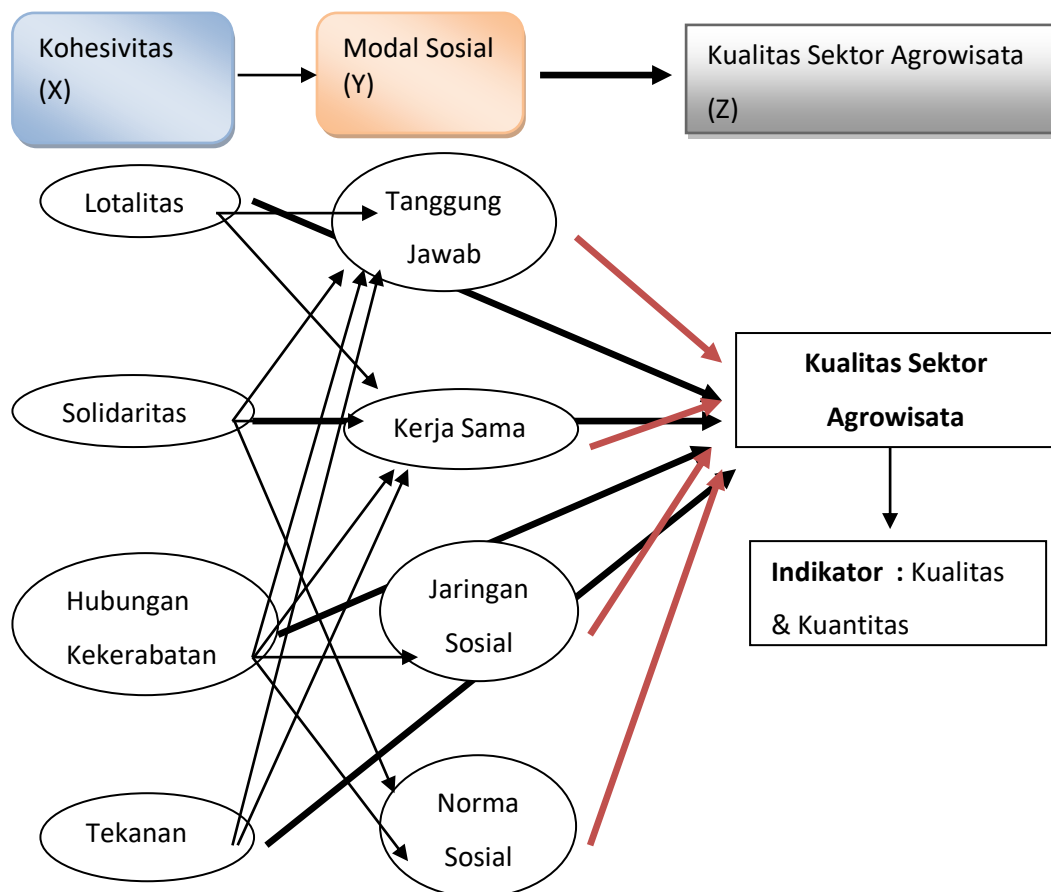 Kohesivitas
(X)
Modal Sosial
(Y)
Kualitas Sektor Agrowisata
(Z)
Lotalitas
Tanggung
Jawab
Kualitas Sektor
Agrowisata
Solidaritas
Kerja Sama
Hubungan
Kekerabatan
Jaringan
Sosial
Indikator : Kualitas
& Kuantitas
Tekanan
Norma
Sosial